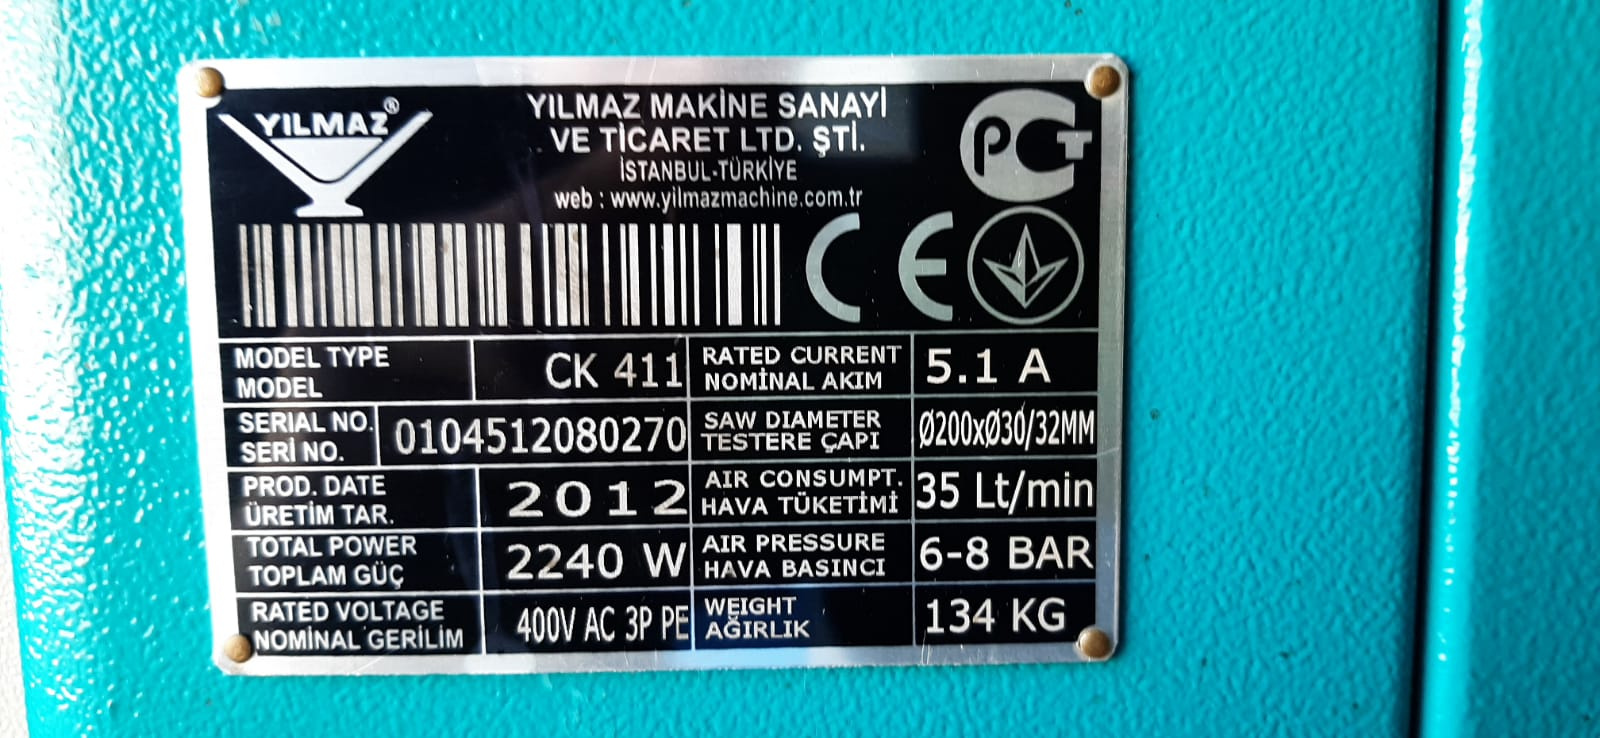 YILMAZ®
YILMAZ MAKİNE SANAYİ
VE TİCARET LTD. ŞTİ.
İSTANBUL-TÜRKİYE
web : www.yilmazmachine.com.tr
PCT
CE
MODEL TYPE
MODEL
CK 411
RATED CURRENT
NOMİNAL AKIM
5.1 A
SERIAL NO.
SERİ NO.
0104512080270
SAW DIAMETER
TESTERE ÇAPI
Ø200xØ30/32MM
PROD. DATE
ÜRETİM TAR.
2012
AIR CONSUMPT.
HAVA TÜKETİMİ
35 Lt/min
TOTAL POWER
TOPLAM GÜÇ
2240 W
AIR PRESSURE
HAVA BASINCI
6-8 BAR
RATED VOLTAGE
NOMİNAL GERİLİM
400V AC 3P PE
WEIGHT
AĞIRLIK
134 KG